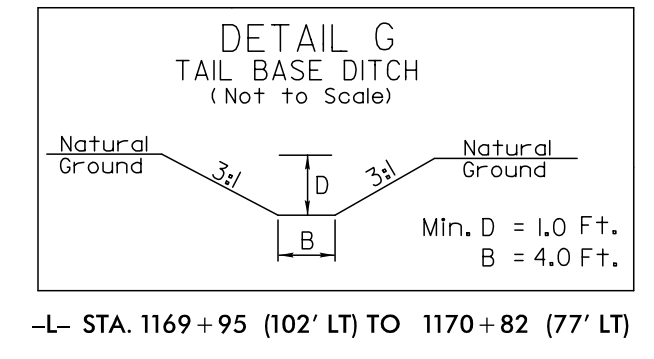 DETAIL G
TAIL BASE DITCH
(Not to Scale)
Natural
Ground
3:1
D
3:1
Natural
Ground
B
Min. D = 1.0 Ft.
B = 4.0 Ft.
-L- STA. 1169+95 (102' LT) TO 1170+82 (77' LT)